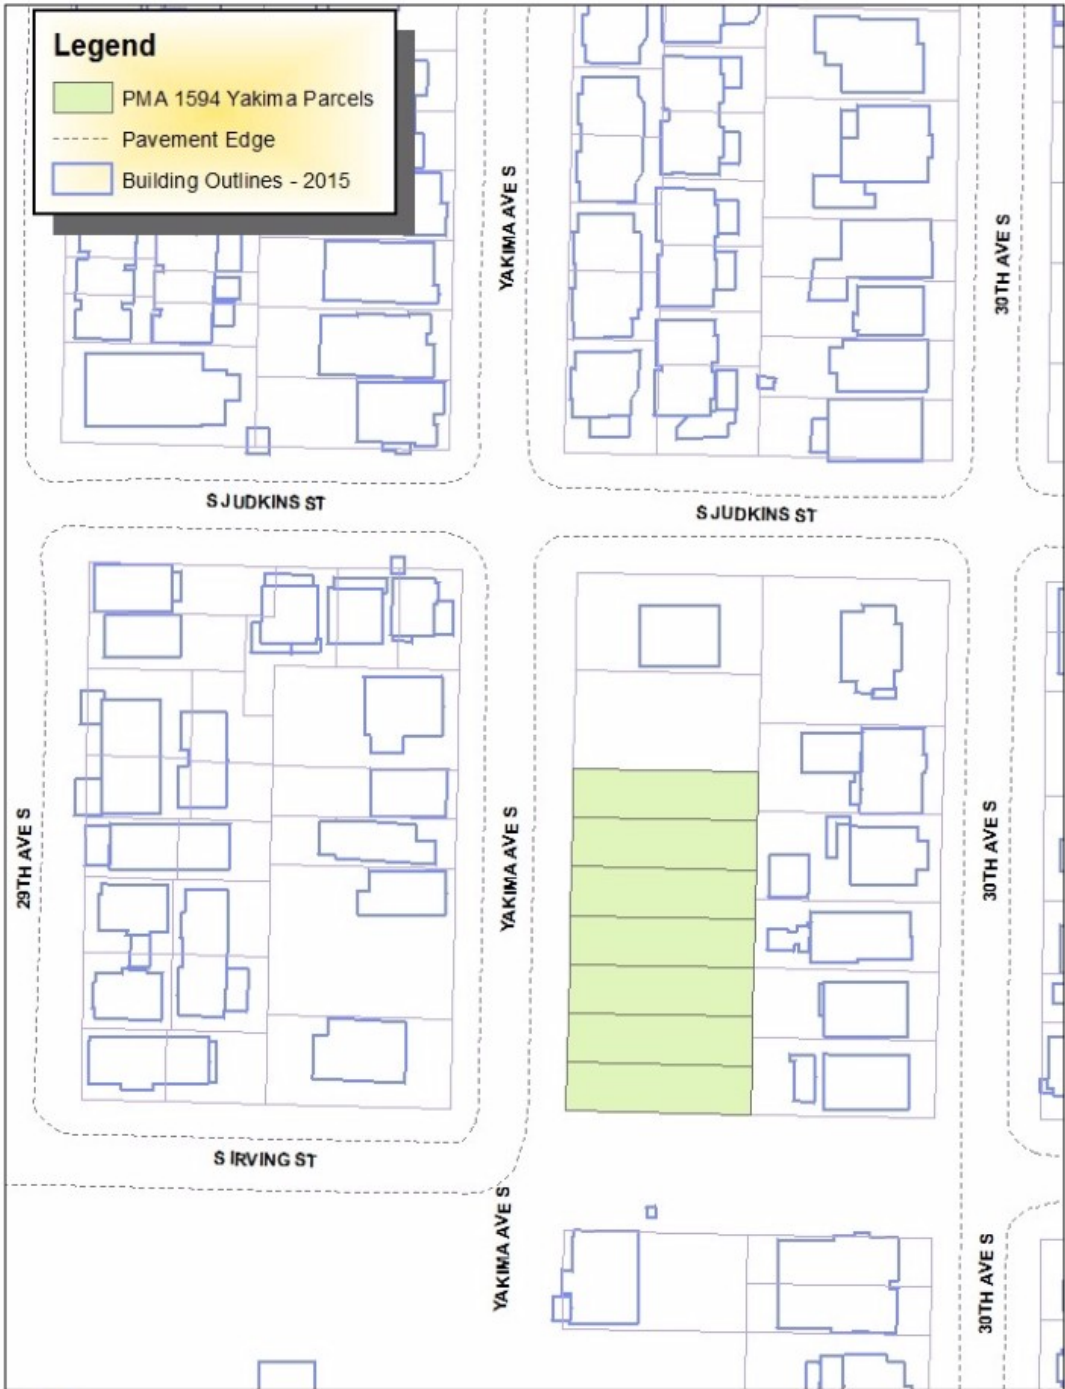 Legend
PMA 1594 Yakima Parcels
Pavement Edge
Building Outlines - 2015
YAKIMA AVE S
30TH AVE S
S JUDKINS ST
S JUDKINS ST
29TH AVE S
YAKIMA AVE S
30TH AVE S
S IRVING ST
YAKIMA AVE S
30TH AVE S